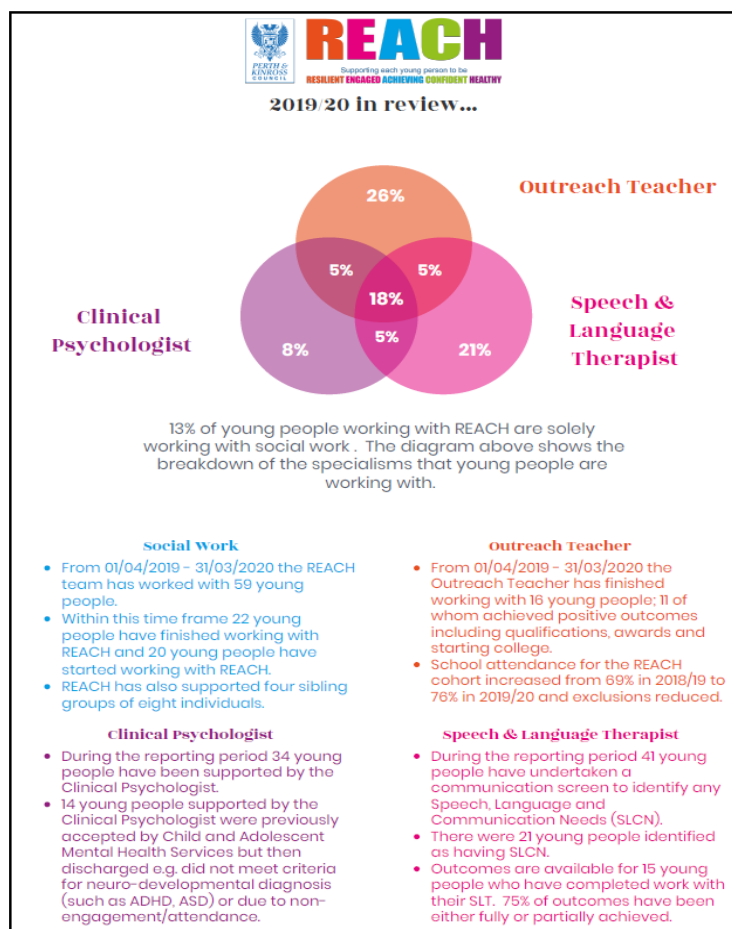 PERTH &
KINROSS
COUNCIL
REACH
Supporting each young person to be
RESILIENT ENGAGED ACHIEVING CONFIDENT HEALTHY
2019/20 in review...
26%
Outreach Teacher
5%
5%
18%
Clinical
Psychologist
Speech &
Language
Therapist
8%
5%
21%
13% of young people working with REACH are solely
working with social work . The diagram above shows the
breakdown of the specialisms that young people are
working with.
Social Work
• From 01/04/2019 - 31/03/2020 the REACH
team has worked with 59 young
people.
• Within this time frame 22 young
people have finished working with
REACH and 20 young people have
started working with REACH.
• REACH has also supported four sibling
groups of eight individuals.
Outreach Teacher
• From 01/04/2019 - 31/03/2020 the
Outreach Teacher has finished
working with 16 young people; 11 of
whom achieved positive outcomes
including qualifications, awards and
starting college.
• School attendance for the REACH
cohort increased from 69% in 2018/19 to
76% in 2019/20 and exclusions reduced.
Clinical Psychologist
• During the reporting period 34 young
people have been supported by the
Clinical Psychologist.
• 14 young people supported by the
Clinical Psychologist were previously
accepted by Child and Adolescent
Mental Health Services but then
discharged e.g. did not meet criteria
for neuro-developmental diagnosis
(such as ADHD, ASD) or due to non-
engagement/attendance.
Speech & Language Therapist
• During the reporting period 41 young
people have undertaken a
communication screen to identify any
Speech, Language and
Communication Needs (SLCN).
• There were 21 young people identified
as having SLCN.
• Outcomes are available for 15 young
people who have completed work with
their SLT. 75% of outcomes have been
either fully or partially achieved.